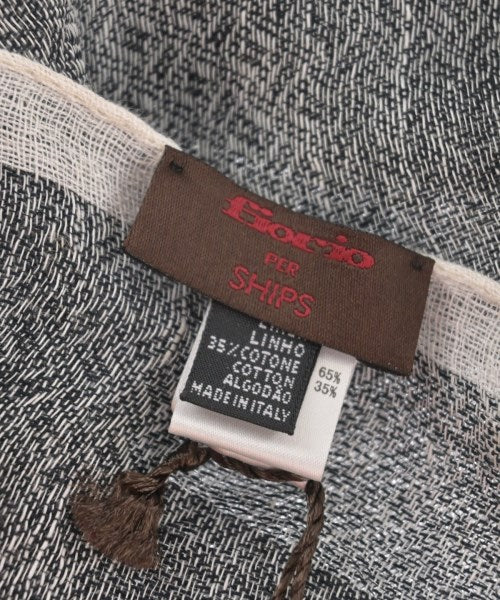 Fiorio
PER
SHIPS
LINHO
35%COTONE
COTTON
ALGODAO
MADE IN ITALY
65%
35%